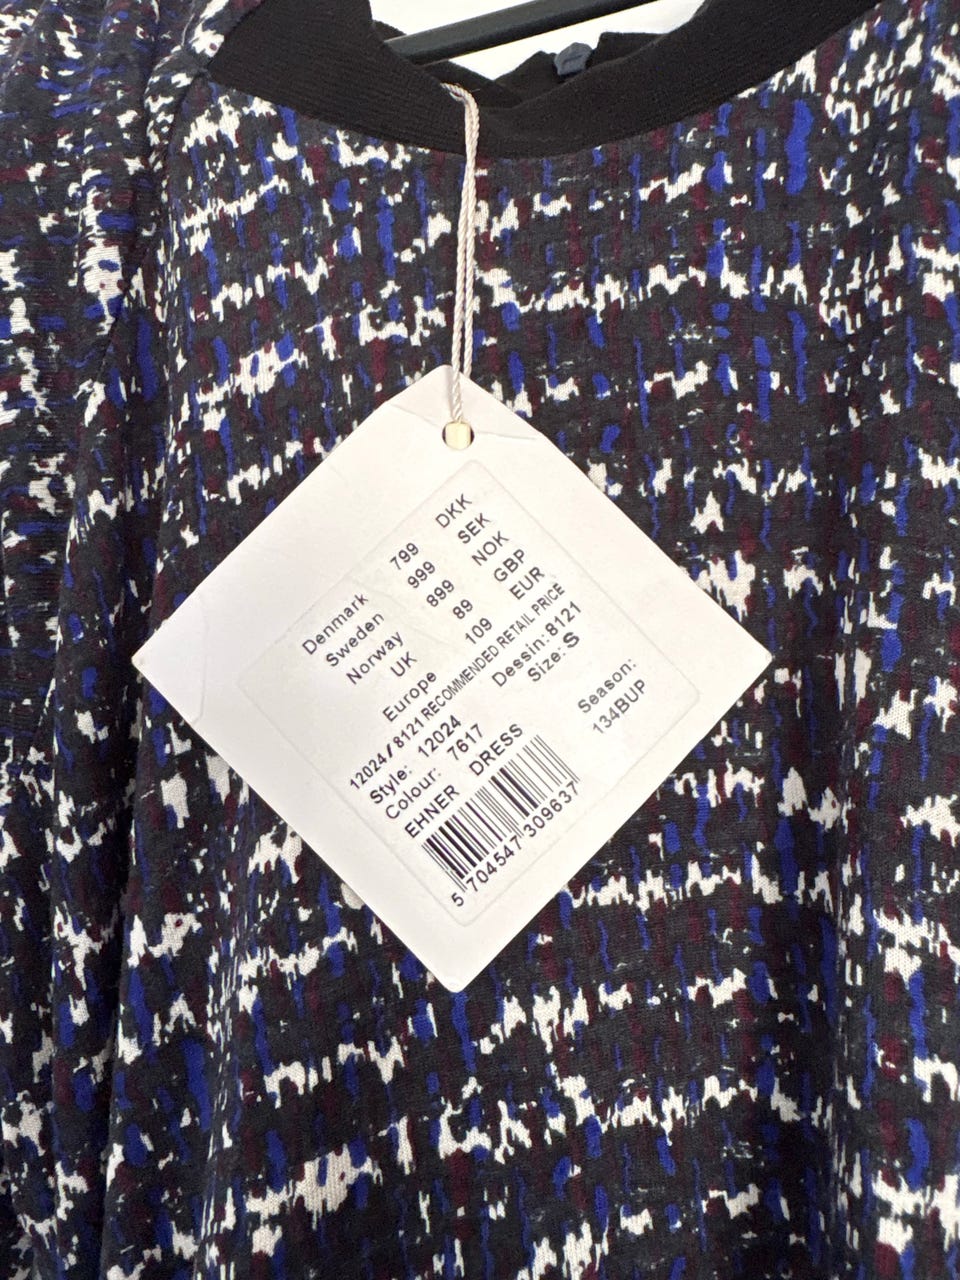 Denmark 799 DKK
Sweden 999 SEK
Norway 899 NOK
UK 89 GBP
Europe 109 EUR
12024 / 8121 RECOMMENDED RETAIL PRICE
Style: 12024 Dessin: 8121
Colour: 7617 Size: S
EHNER DRESS Season:
134BUP
5 704547 309637